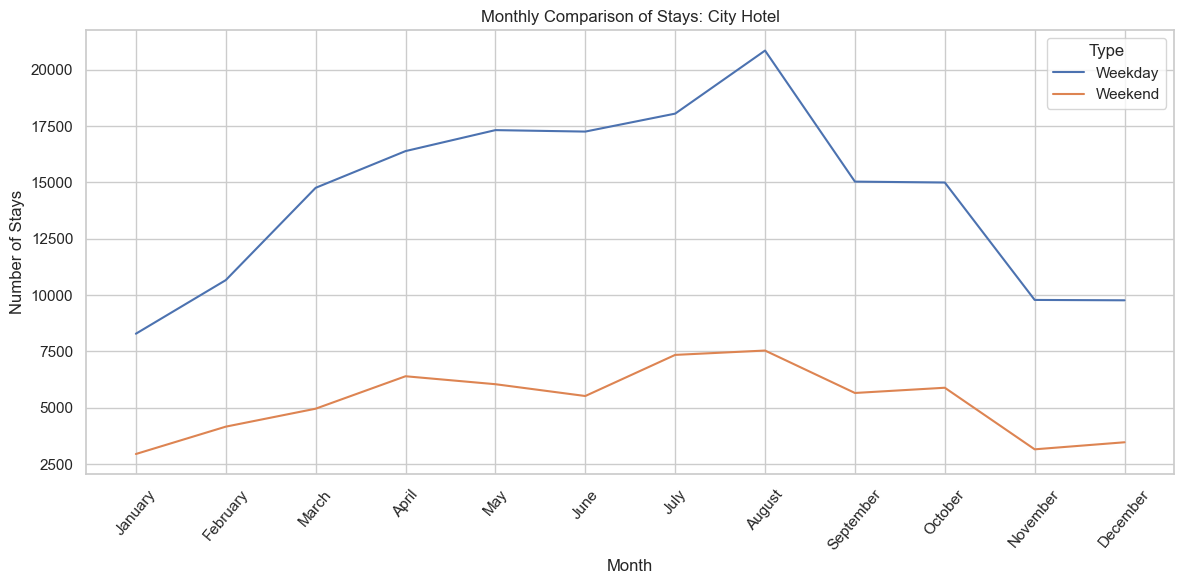 Monthly Comparison of Stays: City Hotel
Type
Weekday
Weekend
Number of Stays
20000
17500
15000
12500
10000
7500
5000
2500
January
February
March
April
May
June
July
August
September
October
November
December
Month